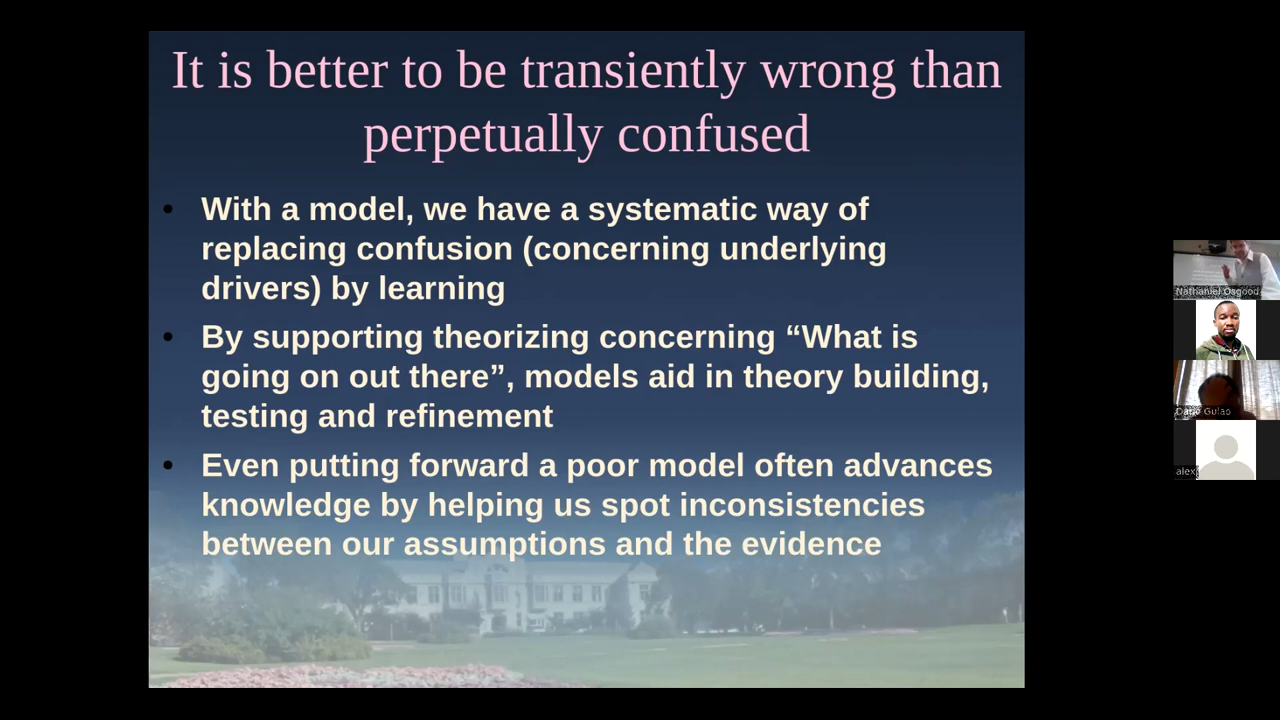 It is better to be transiently wrong than
perpetually confused
• With a model, we have a systematic way of
replacing confusion (concerning underlying
drivers) by learning
• By supporting theorizing concerning “What is
going on out there”, models aid in theory building,
testing and refinement
• Even putting forward a poor model often advances
knowledge by helping us spot inconsistencies
between our assumptions and the evidence
Nathaniel Osgood
Dario Gulao
alex